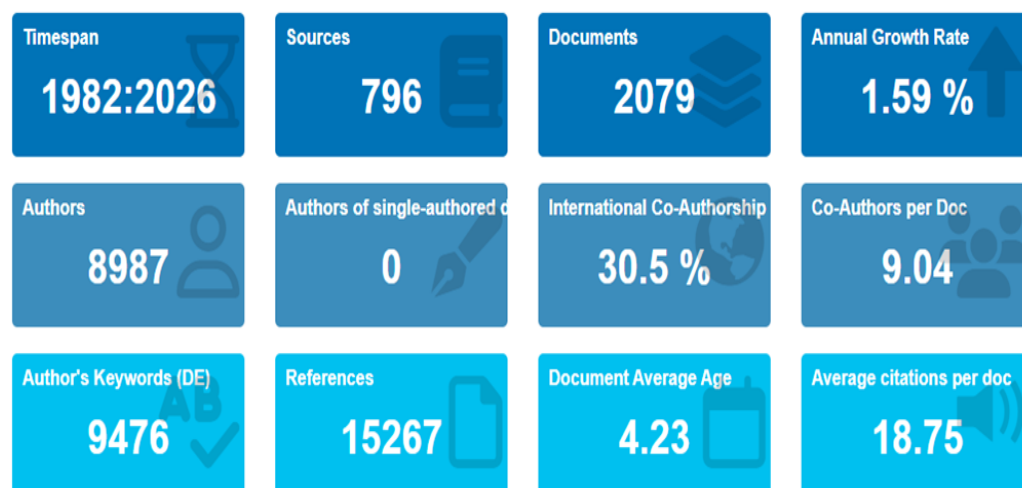 Timespan
1982:2026
Sources
796
Documents
2079
Annual Growth Rate
1.59 %
Authors
8987
Authors of single-authored d
0
International Co-Authorship
30.5 %
Co-Authors per Doc
9.04
Author's Keywords (DE)
9476
AB
References
15267
Document Average Age
4.23
Average citations per doc
18.75